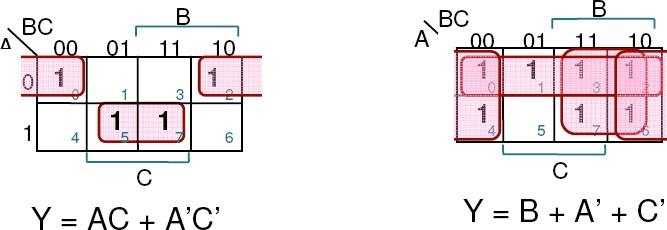 B
BC
A
00 01 11 10
0 1 1
0 1 3 2
1 1 1
4 5 7 6
C
Y = AC + A’C’
B
BC
A
00 01 11 10
1 1 1 1
0 1 3 2
1 1 1
4 5 7 6
C
Y = B + A’ + C’